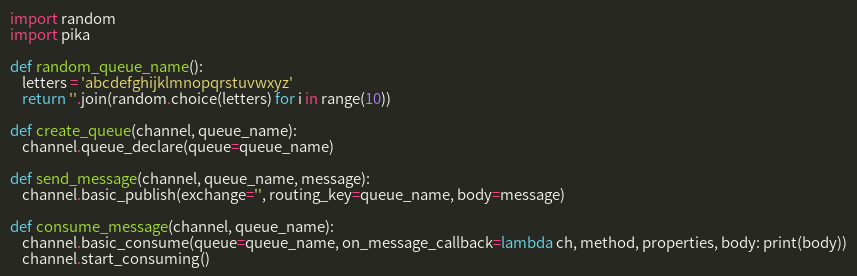 import random
import pika

def random_queue_name():
    letters = 'abcdefghijklmnopqrstuvwxyz'
    return ''.join(random.choice(letters) for i in range(10))

def create_queue(channel, queue_name):
    channel.queue_declare(queue=queue_name)

def send_message(channel, queue_name, message):
    channel.basic_publish(exchange='', routing_key=queue_name, body=message)

def consume_message(channel, queue_name):
    channel.basic_consume(queue=queue_name, on_message_callback=lambda ch, method, properties, body: print(body))
    channel.start_consuming()